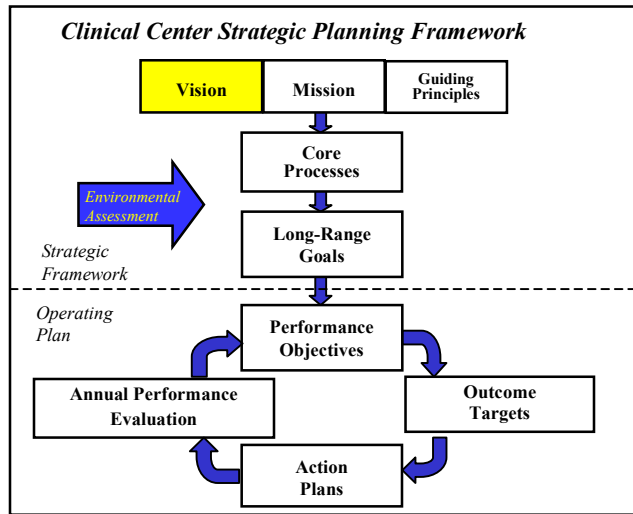 Clinical Center Strategic Planning Framework
Vision
Mission
Guiding
Principles
Core
Processes
Environmental
Assessment
Long-Range
Goals
Strategic
Framework
Operating
Plan
Performance
Objectives
Annual Performance
Evaluation
Outcome
Targets
Action
Plans